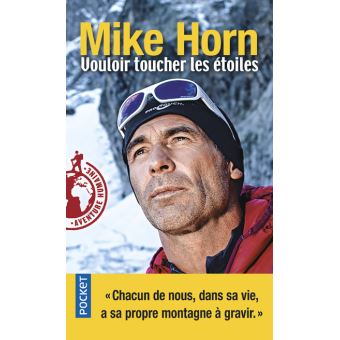 Mike Horn
Vouloir toucher les étoiles
AVENTURE HUMAINE
POCKET
« Chacun de nous, dans sa vie,
a sa propre montagne à gravir. »